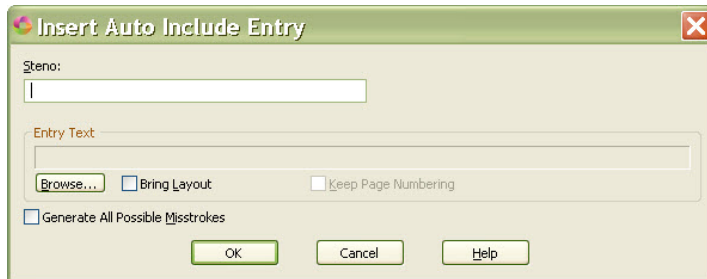 Insert Auto Include Entry
Steno:
Entry Text
Browse... Bring Layout Keep Page Numbering
Generate All Possible Misstrokes
OK Cancel Help